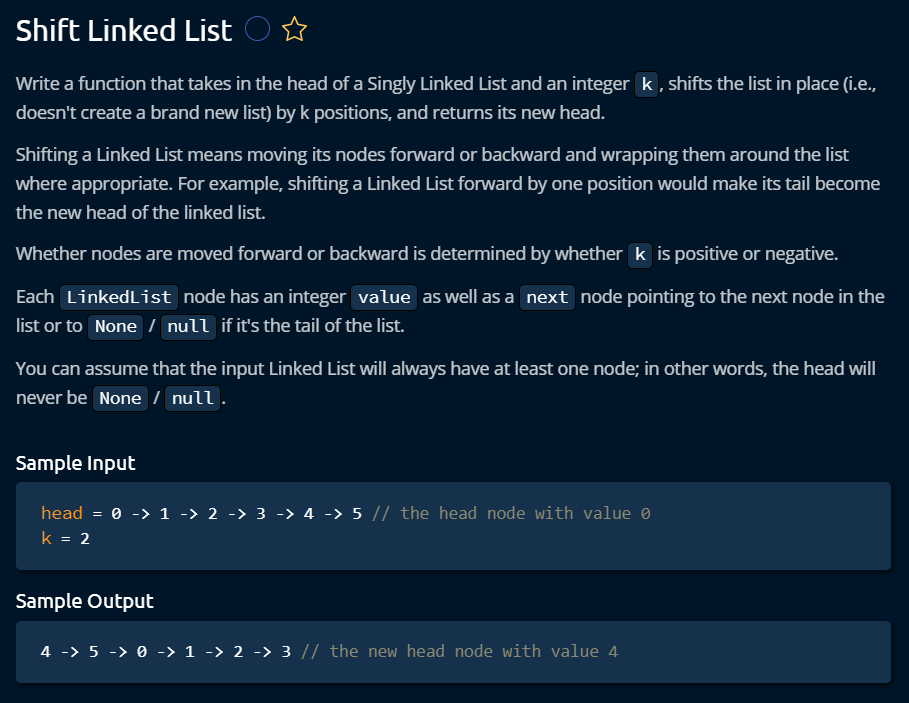 Shift Linked List
Write a function that takes in the head of a Singly Linked List and an integer k, shifts the list in place (i.e.,
doesn't create a brand new list) by k positions, and returns its new head.
Shifting a Linked List means moving its nodes forward or backward and wrapping them around the list
where appropriate. For example, shifting a Linked List forward by one position would make its tail become
the new head of the linked list.
Whether nodes are moved forward or backward is determined by whether k is positive or negative.
Each LinkedList node has an integer value as well as a next node pointing to the next node in the
list or to None / null if it's the tail of the list.
You can assume that the input Linked List will always have at least one node; in other words, the head will
never be None / null.
Sample Input
head = 0 -> 1 -> 2 -> 3 -> 4 -> 5 // the head node with value 0
k = 2
Sample Output
4 -> 5 -> 0 -> 1 -> 2 -> 3 // the new head node with value 4